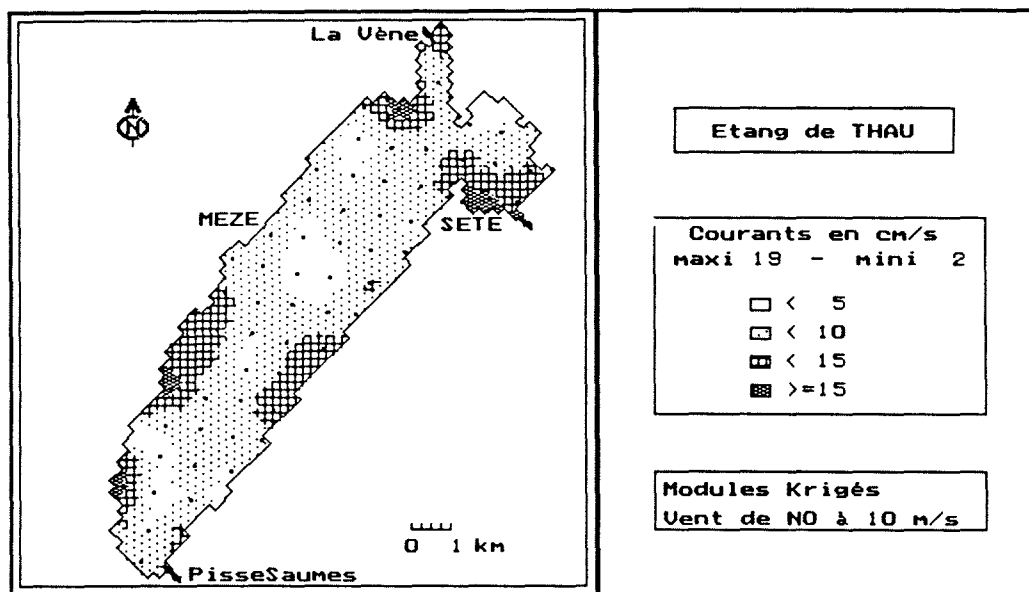 La Vène
N
MEZE
SETE
0 1 km
PisseSaumes
Etang de THAU
Courants en cm/s
maxi 19 - mini 2
< 5
< 10
< 15
>=15
Modules Krigés
Vent de NO à 10 m/s